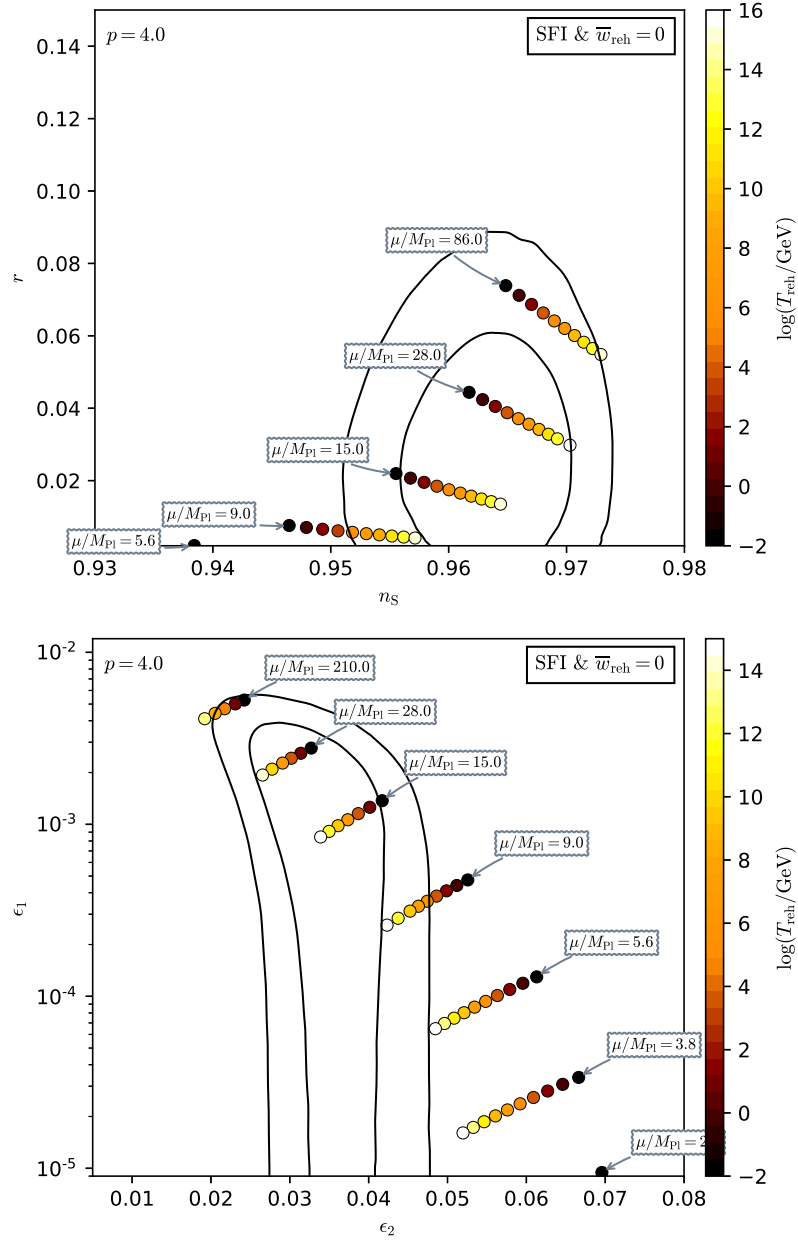 p = 4.0
SFI & w̅_reh = 0
0.14
0.12
0.10
0.08
0.06
0.04
0.02
r
μ/M_Pl = 86.0
μ/M_Pl = 28.0
μ/M_Pl = 15.0
μ/M_Pl = 9.0
μ/M_Pl = 5.6
0.93 0.94 0.95 0.96 0.97 0.98
n_S
16
14
12
10
8
6
4
2
0
−2
log(T_reh/GeV)
p = 4.0
SFI & w̅_reh = 0
10⁻²
10⁻³
10⁻⁴
10⁻⁵
ϵ₁
μ/M_Pl = 210.0
μ/M_Pl = 28.0
μ/M_Pl = 15.0
μ/M_Pl = 9.0
μ/M_Pl = 5.6
μ/M_Pl = 3.8
μ/M_Pl = 2
0.01 0.02 0.03 0.04 0.05 0.06 0.07 0.08
ϵ₂
14
12
10
8
6
4
2
0
−2
log(T_reh/GeV)